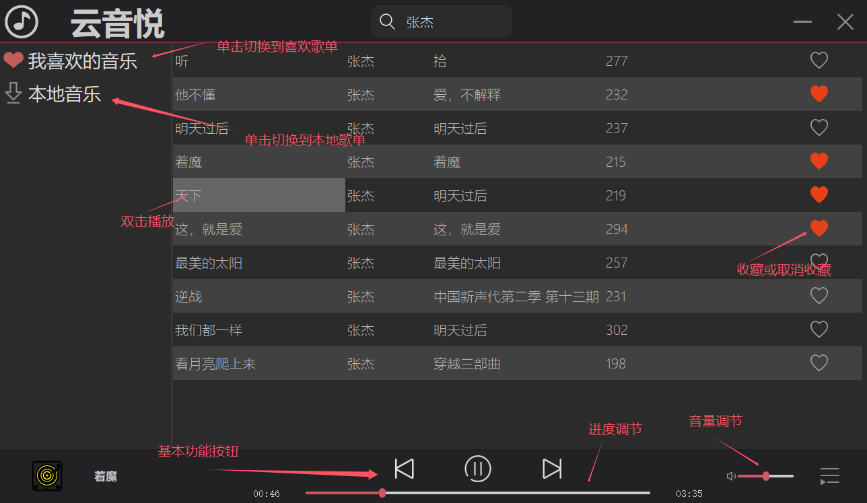 云音悦
张杰
我喜欢的音乐
单击切换到喜欢歌单
本地音乐
单击切换到本地歌单
听 张杰 拾 277
他不懂 张杰 爱，不解释 232
明天过后 张杰 明天过后 237
着魔 张杰 着魔 215
天下 张杰 明天过后 219
双击播放
这，就是爱 张杰 这，就是爱 294
最美的太阳 张杰 最美的太阳 257
收藏或取消收藏
逆战 张杰 中国新声代第二季 第十三期 231
我们都一样 张杰 明天过后 302
看月亮爬上来 张杰 穿越三部曲 198
音量调节
进度调节
基本功能按钮
着魔
00:46
03:35